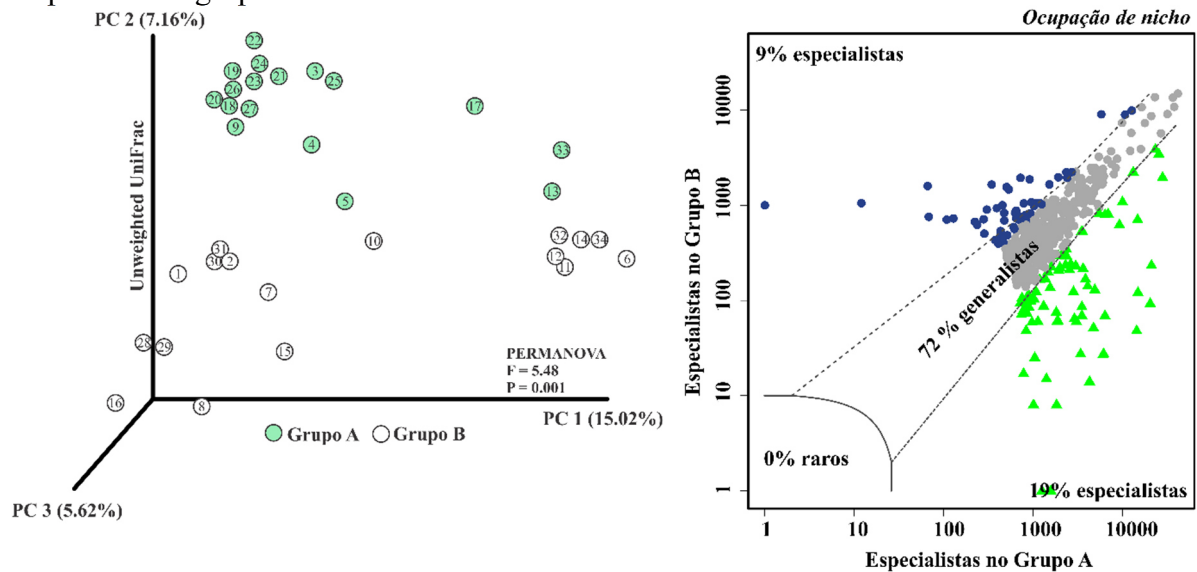 PC 2 (7.16%)
Unweighted UniFrac
22
24
19
23
21
3
25
26
20
18
27
17
9
4
33
13
5
10
32
14
34
31
30
2
12
11
6
1
7
28
29
15
16
8
PERMANOVA
F = 5.48
P = 0.001
PC 1 (15.02%)
Grupo A
Grupo B
PC 3 (5.62%)
Ocupação de nicho
9% especialistas
72 % generalistas
0% raros
19% especialistas
Especialistas no Grupo B
10000
1000
100
10
1
1
10
100
1000
10000
Especialistas no Grupo A